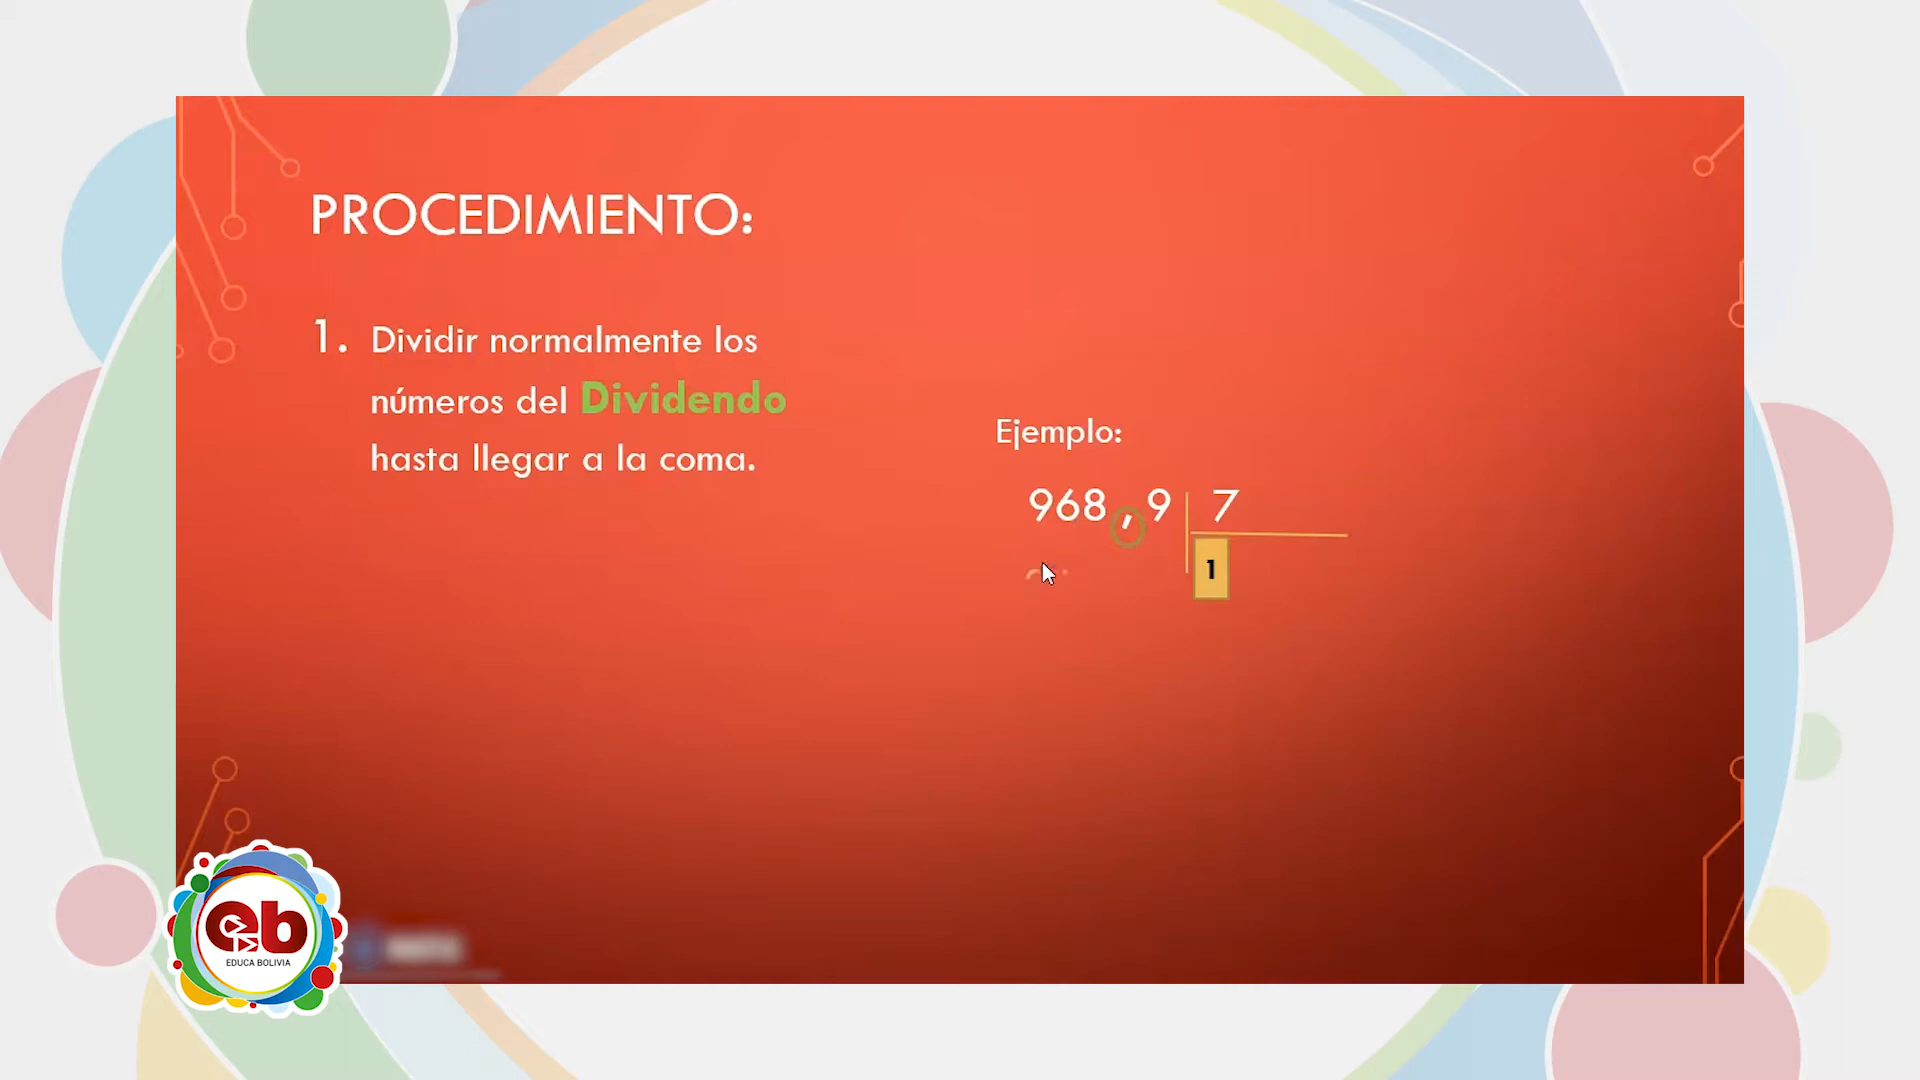 PROCEDIMIENTO:
1. Dividir normalmente los
números del Dividendo
hasta llegar a la coma.
Ejemplo:
968,9 7
1
eb
EDUCA BOLIVIA